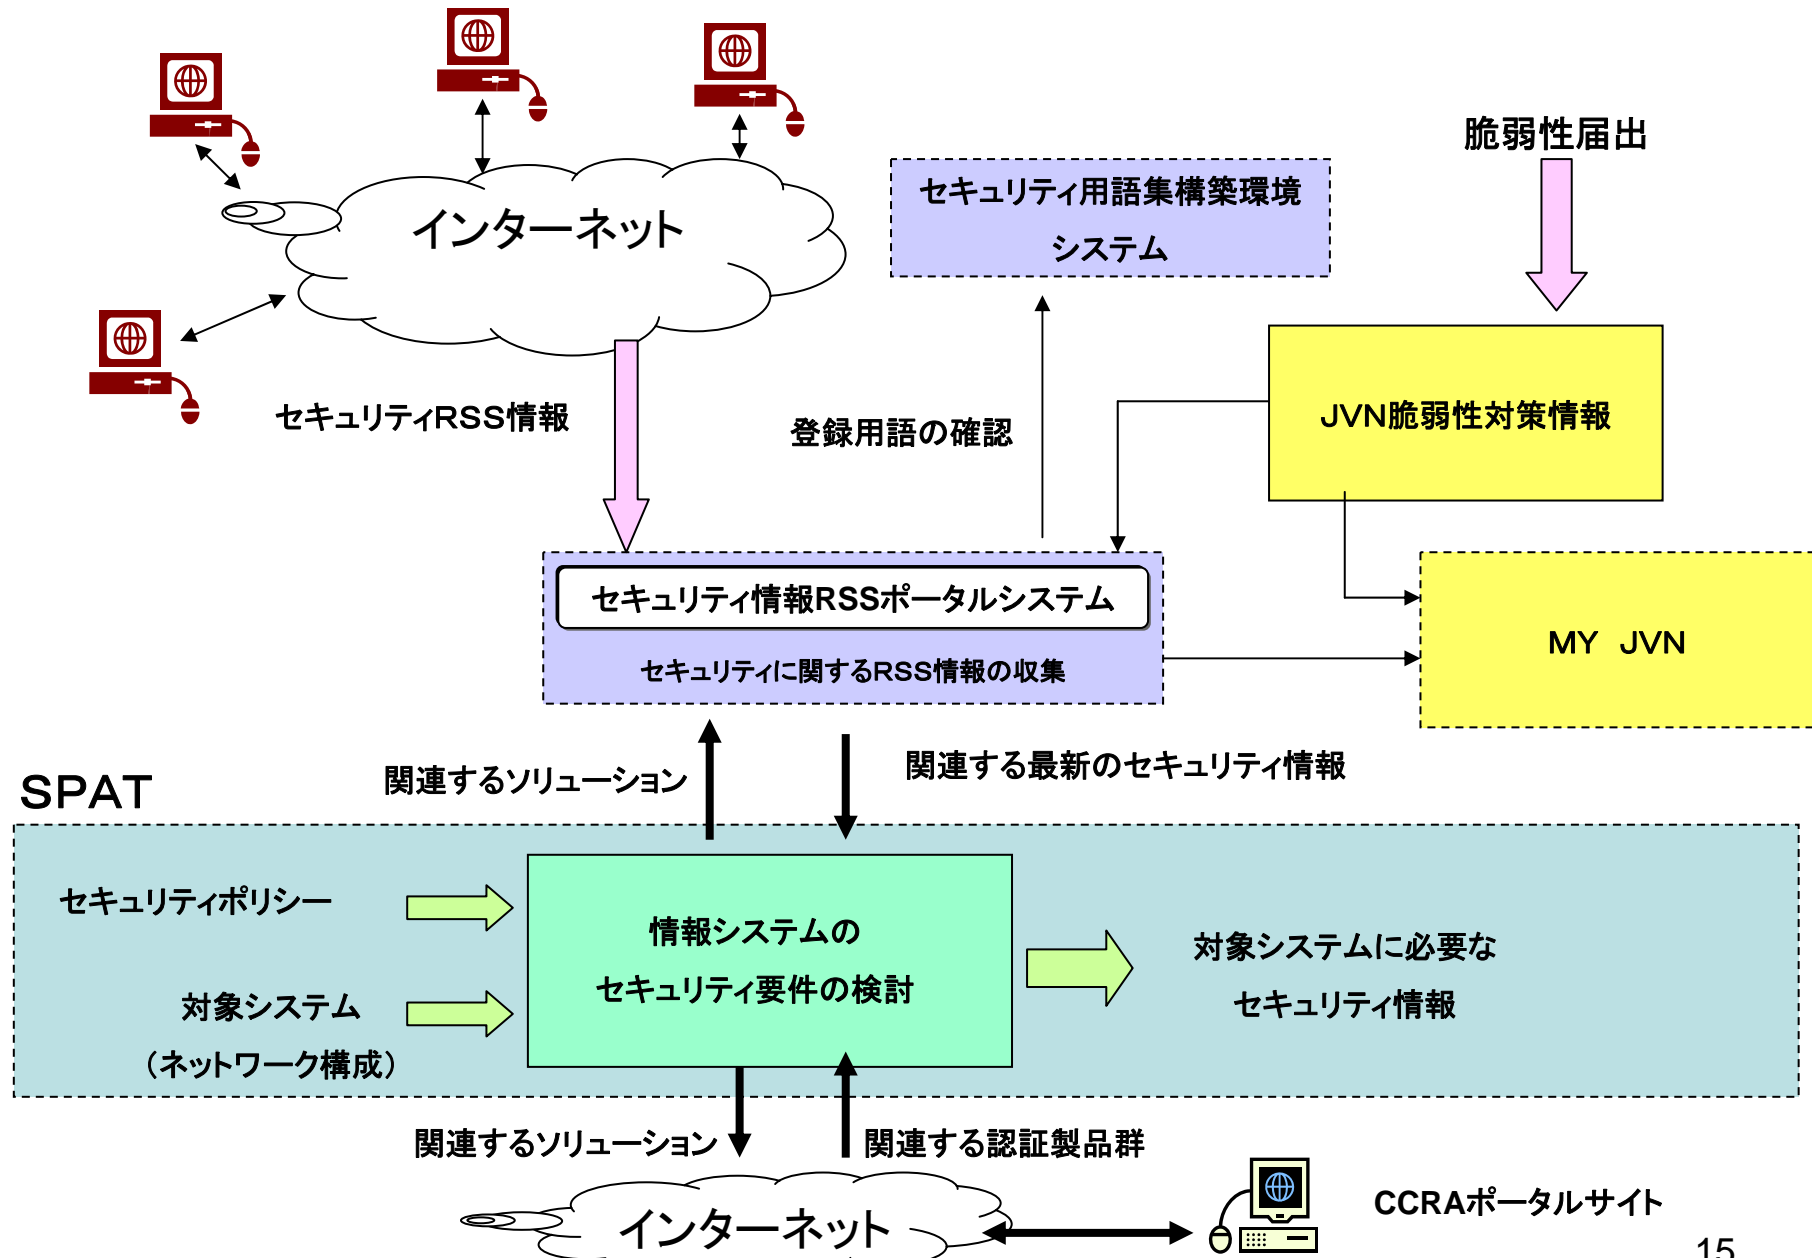 脆弱性届出
セキュリティ用語集構築環境
システム
インターネット
セキュリティRSS情報
登録用語の確認
JVN脆弱性対策情報
セキュリティ情報RSSポータルシステム
セキュリティに関するRSS情報の収集
MY JVN
関連するソリューション
関連する最新のセキュリティ情報
SPAT
セキュリティポリシー
対象システム
（ネットワーク構成）
情報システムの
セキュリティ要件の検討
対象システムに必要な
セキュリティ情報
関連するソリューション
関連する認証製品群
インターネット
CCRAポータルサイト
15